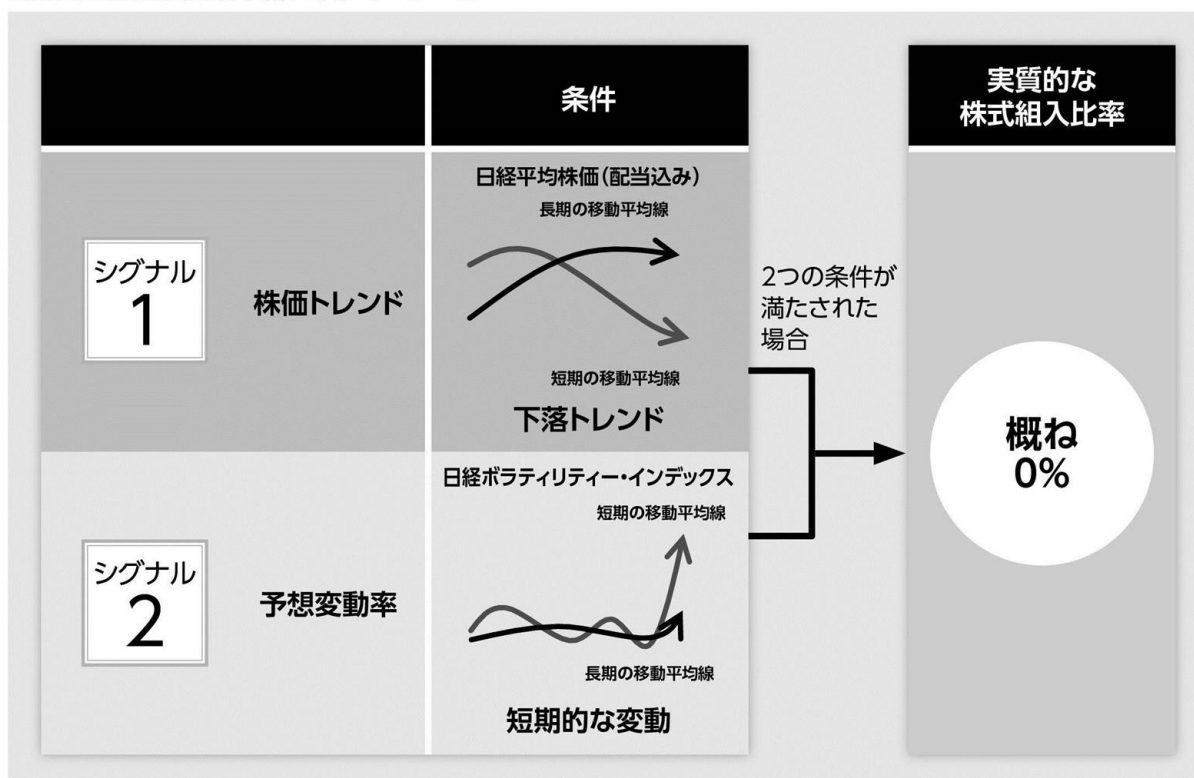 条件
実質的な
株式組入比率
シグナル
1
株価トレンド
日経平均株価(配当込み)
長期の移動平均線
短期の移動平均線
下落トレンド
2つの条件が
満たされた
場合
概ね
0%
シグナル
2
予想変動率
日経ボラティリティー・インデックス
短期の移動平均線
長期の移動平均線
短期的な変動